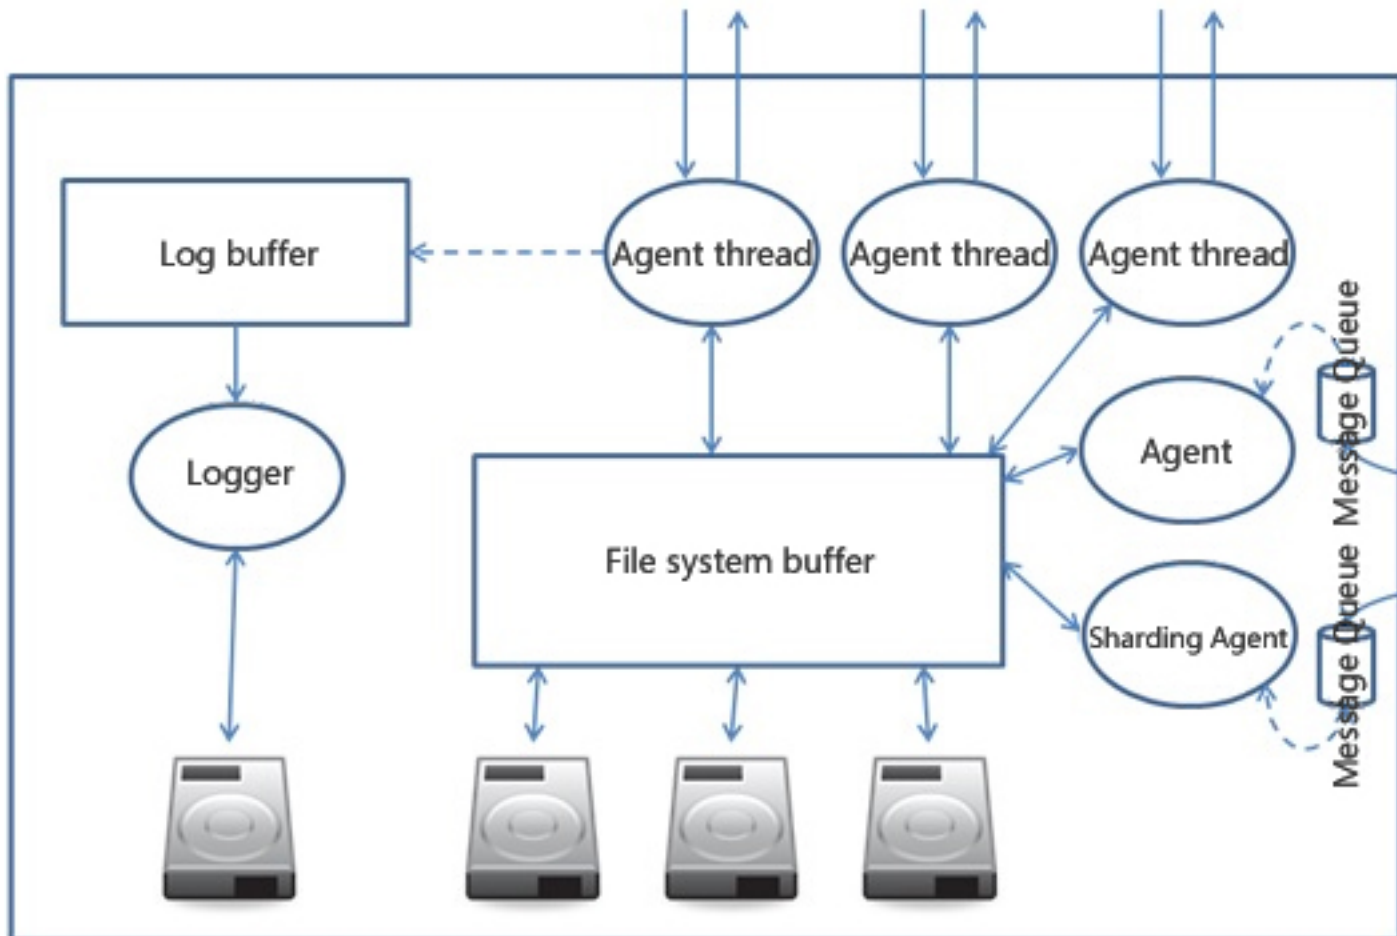 Log buffer
Agent thread
Agent thread
Agent thread
Message Queue
Agent
Logger
File system buffer
Sharding Agent
Message Queue